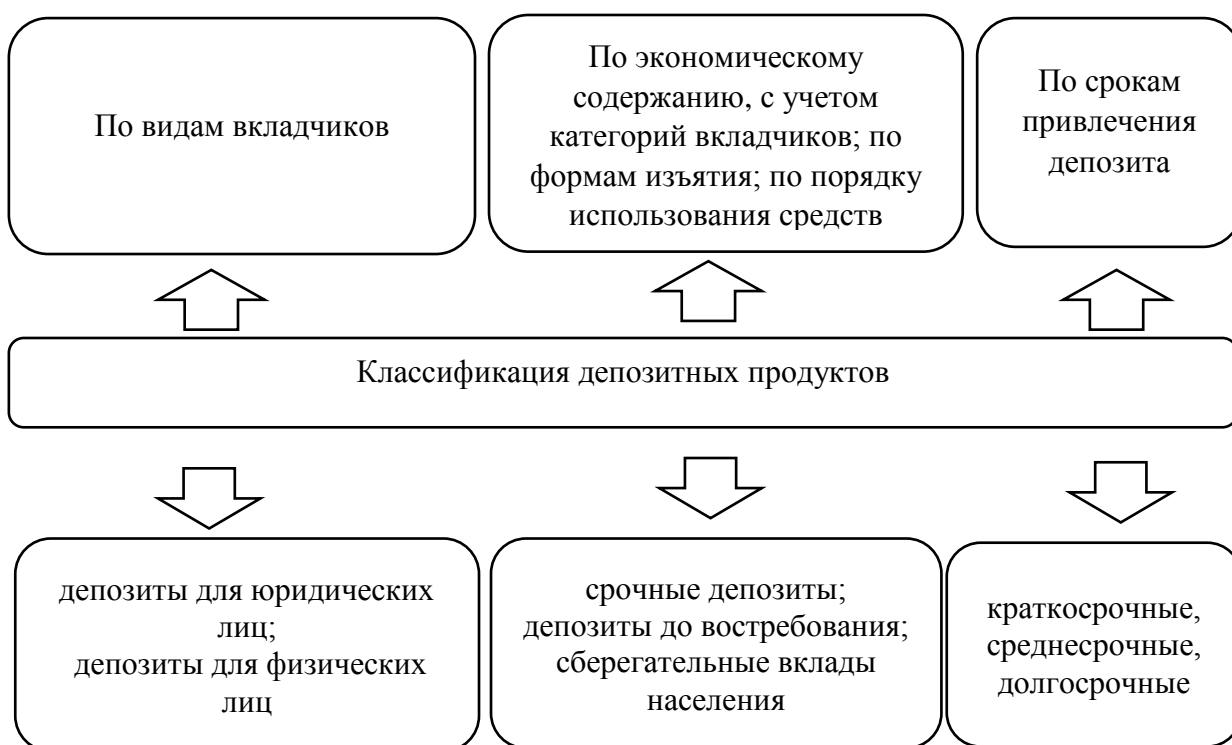 По видам вкладчиков
По экономическому
содержанию, с учетом
категорий вкладчиков; по
формам изъятия; по порядку
использования средств
По срокам
привлечения
депозита
Классификация депозитных продуктов
депозиты для юридических
лиц;
депозиты для физических
лиц
срочные депозиты;
депозиты до востребования;
сберегательные вклады
населения
краткосрочные,
среднесрочные,
долгосрочные